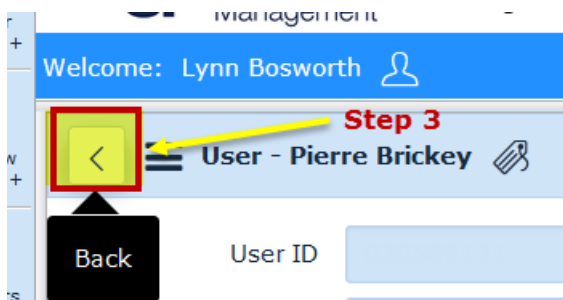 Management
+
Welcome: Lynn Bosworth
Step 3
< User - Pierre Brickey
+
Back
User ID